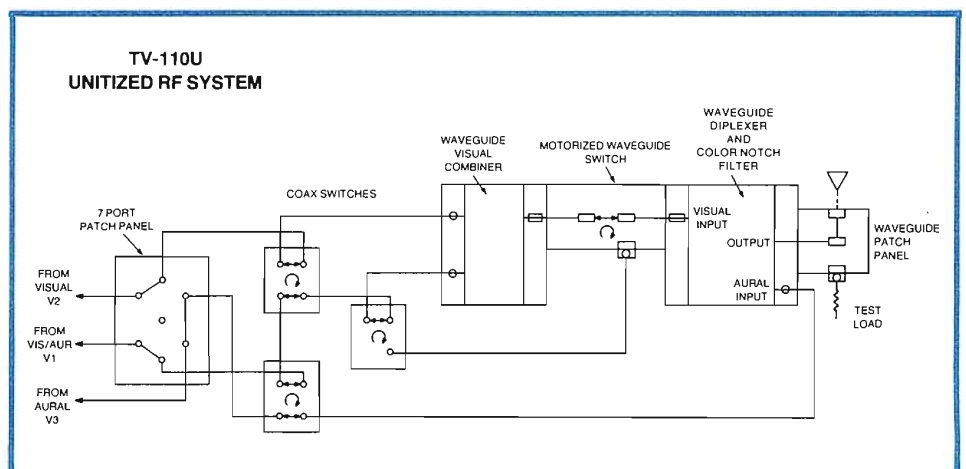 TV-110U
UNITIZED RF SYSTEM
WAVEGUIDE
DIPLEXER
AND
COLOR NOTCH
FILTER
WAVEGUIDE
VISUAL
COMBINER
MOTORIZED WAVEGUIDE
SWITCH
COAX SWITCHES
7 PORT
PATCH PANEL
VISUAL
INPUT
OUTPUT
WAVEGUIDE
PATCH
PANEL
AURAL
INPUT
TEST
LOAD
FROM
VISUAL
V2
FROM
VIS/AUR
V1
FROM
AURAL
V3